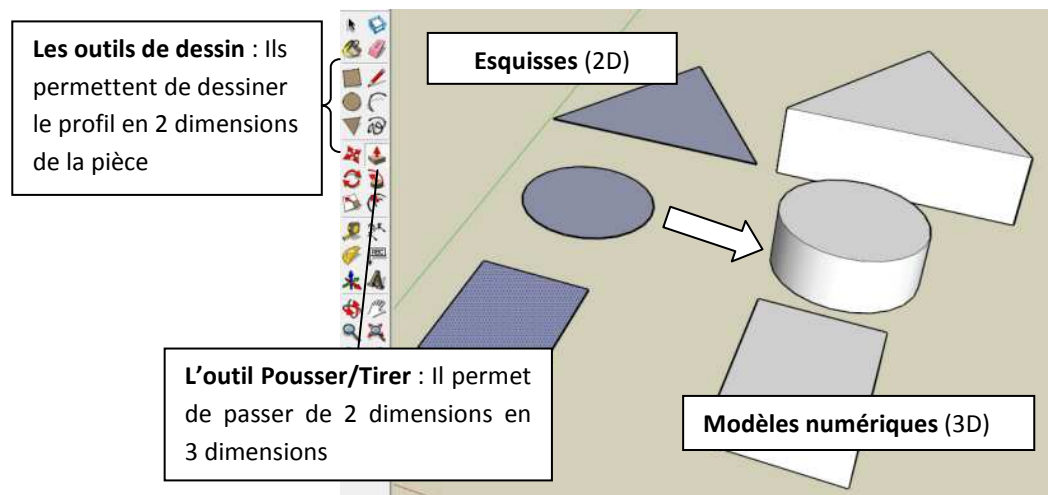 Les outils de dessin : Ils
permettent de dessiner
le profil en 2 dimensions
de la pièce
Esquisses (2D)
ABC
L’outil Pousser/Tirer : Il permet
de passer de 2 dimensions en
3 dimensions
Modèles numériques (3D)